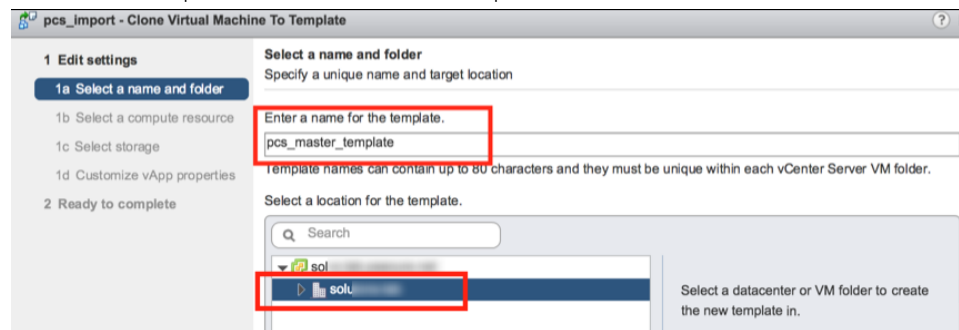 pcs_import - Clone Virtual Machine To Template
?
1 Edit settings
1a Select a name and folder
1b Select a compute resource
1c Select storage
1d Customize vApp properties
2 Ready to complete
Select a name and folder
Specify a unique name and target location
Enter a name for the template.
pcs_master_template
Template names can contain up to 80 characters and they must be unique within each vCenter Server VM folder.
Select a location for the template.
Search
sol
solu
Select a datacenter or VM folder to create
the new template in.